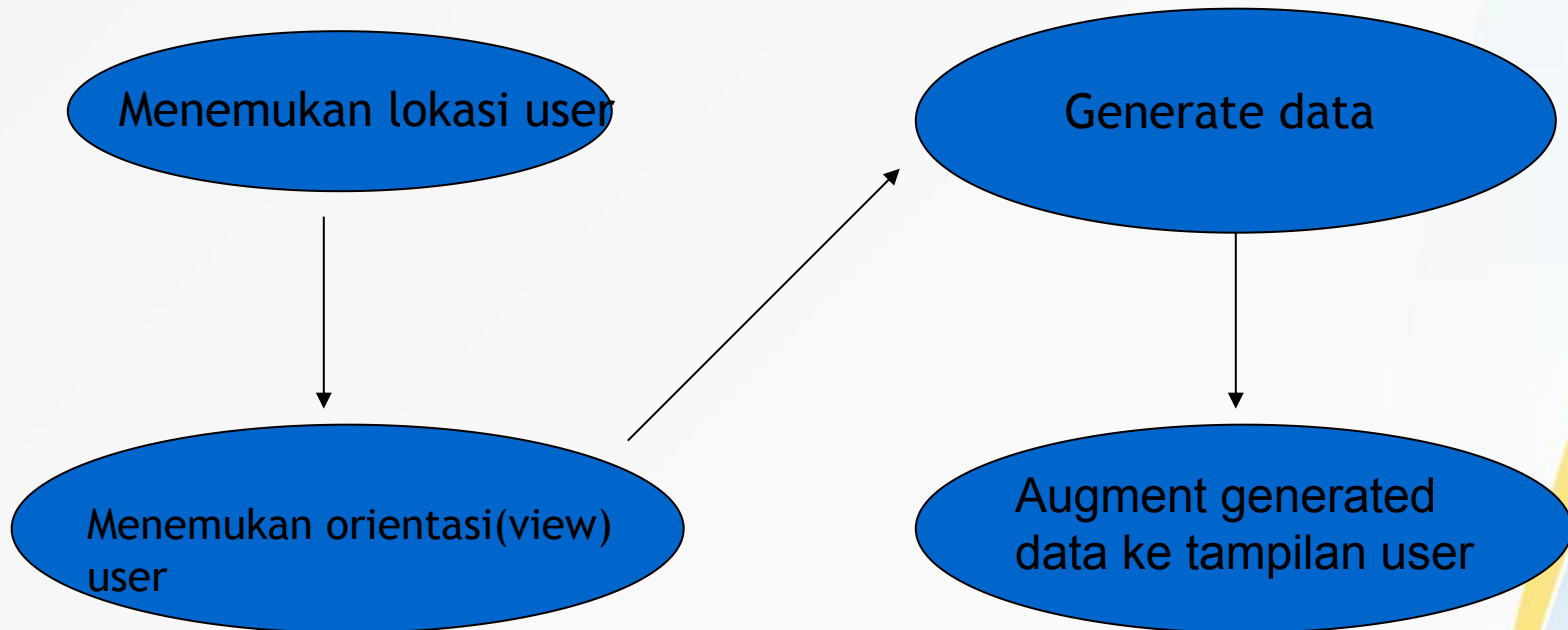 Menemukan lokasi user
Menemukan orientasi(view)
user
Generate data
Augment generated
data ke tampilan user